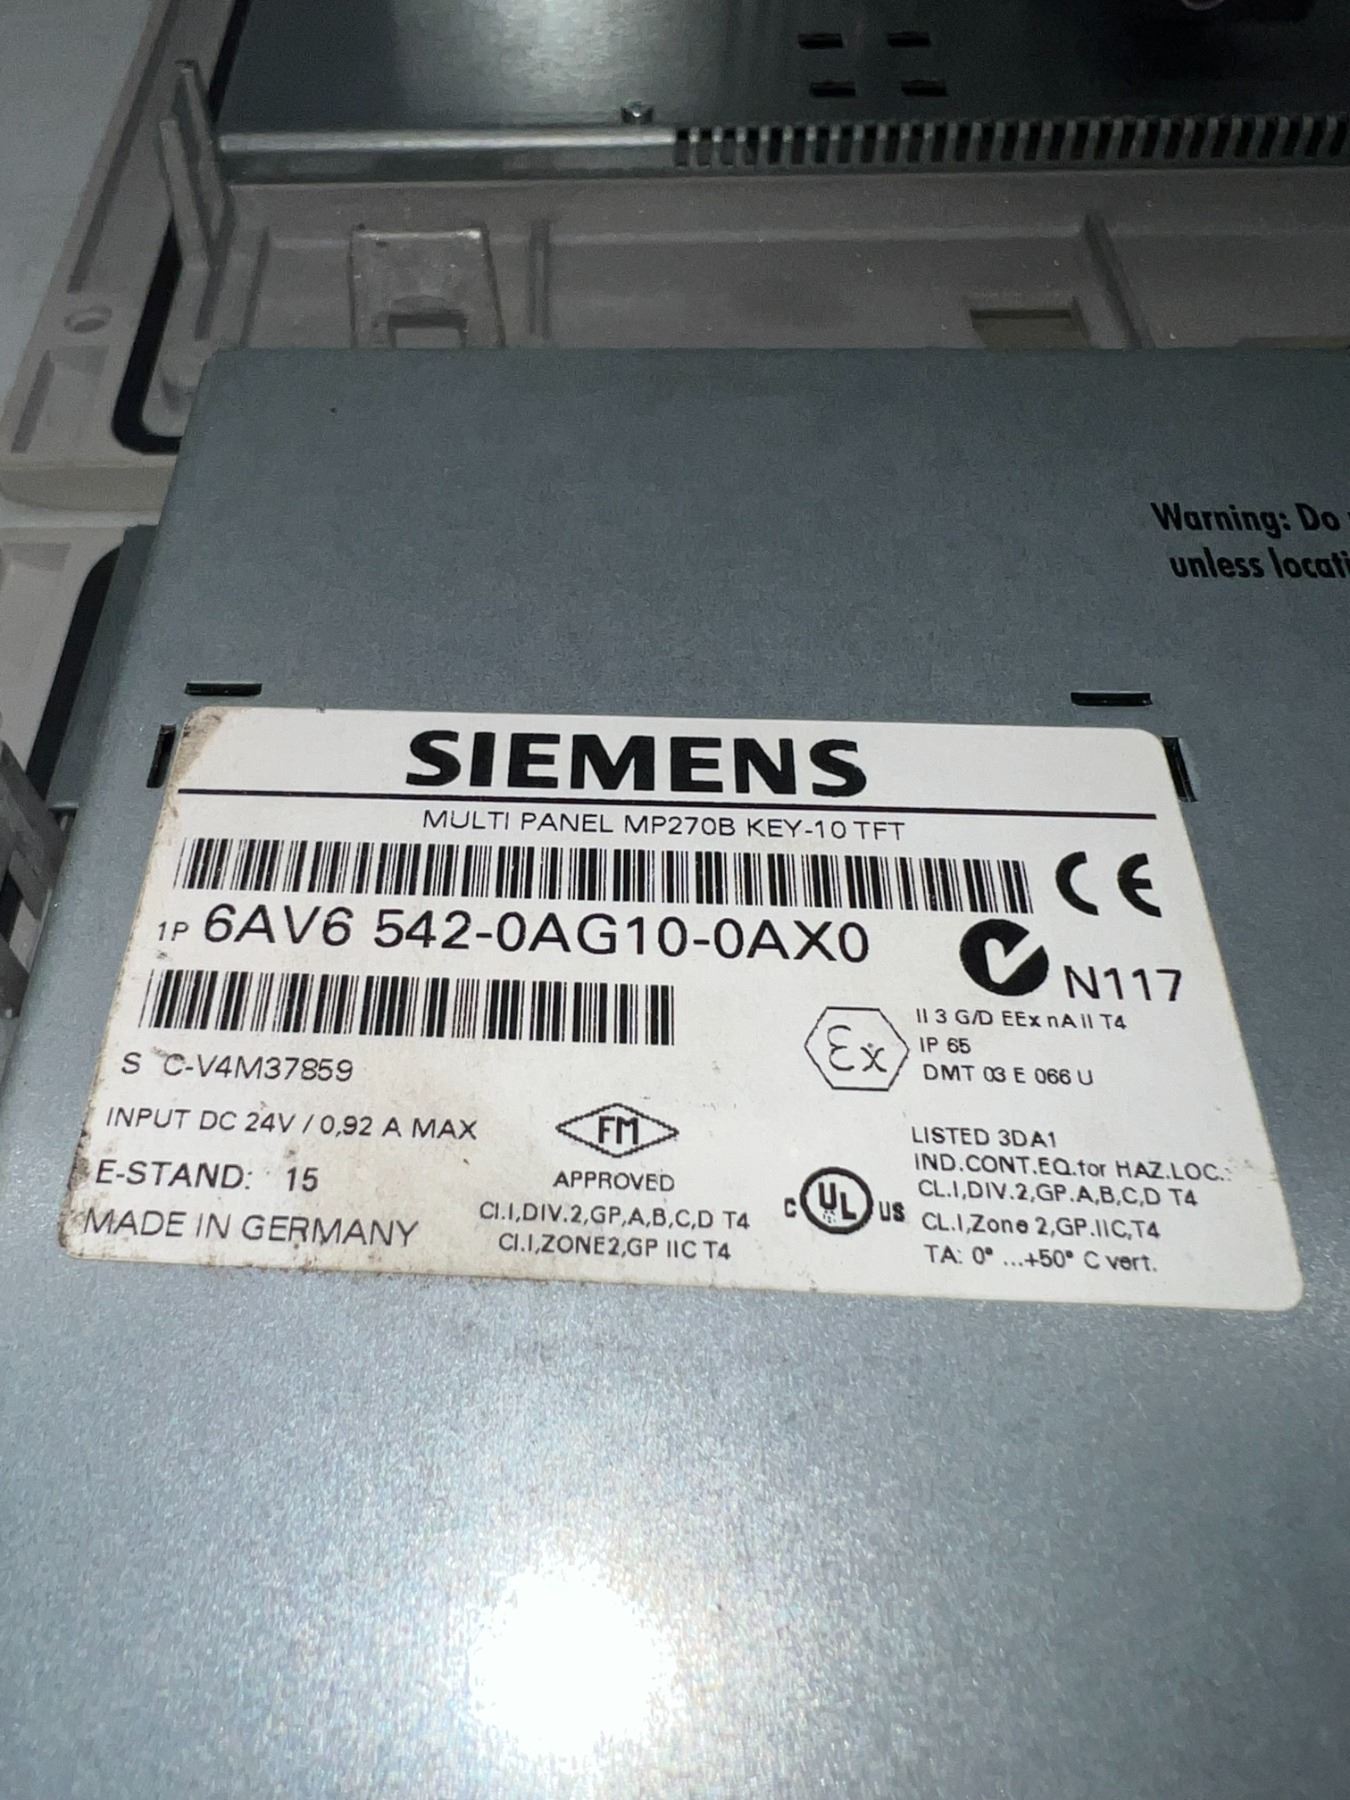 Warning: Do
unless locati
SIEMENS
MULTI PANEL MP270B KEY-10 TFT
CE
1P 6AV6 542-0AG10-0AX0
N117
S C-V4M37859
Ex
II 3 G/D EEx nA II T4
IP 65
DMT 03 E 066 U
INPUT DC 24V / 0,92 A MAX
E-STAND: 15
MADE IN GERMANY
FM
APPROVED
Cl.I,DIV.2,GP,A,B,C,D T4
Cl.I,ZONE2,GP IIC T4
C UL US
LISTED 3DA1
IND.CONT.EQ.for HAZ.LOC.:
CL.I,DIV.2,GP.A,B,C,D T4
CL.I,Zone 2,GP.IIC,T4
TA: 0° ...+50° C vert.